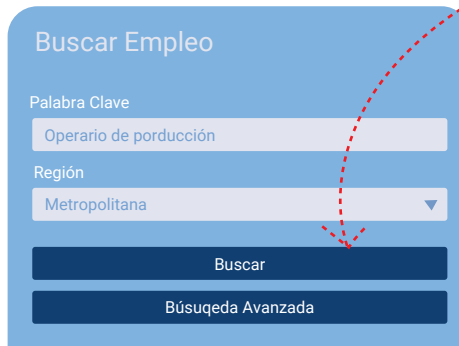 Buscar Empleo
Palabra Clave
Operario de porducción
Región
Metropolitana
Buscar
Búsuqeda Avanzada